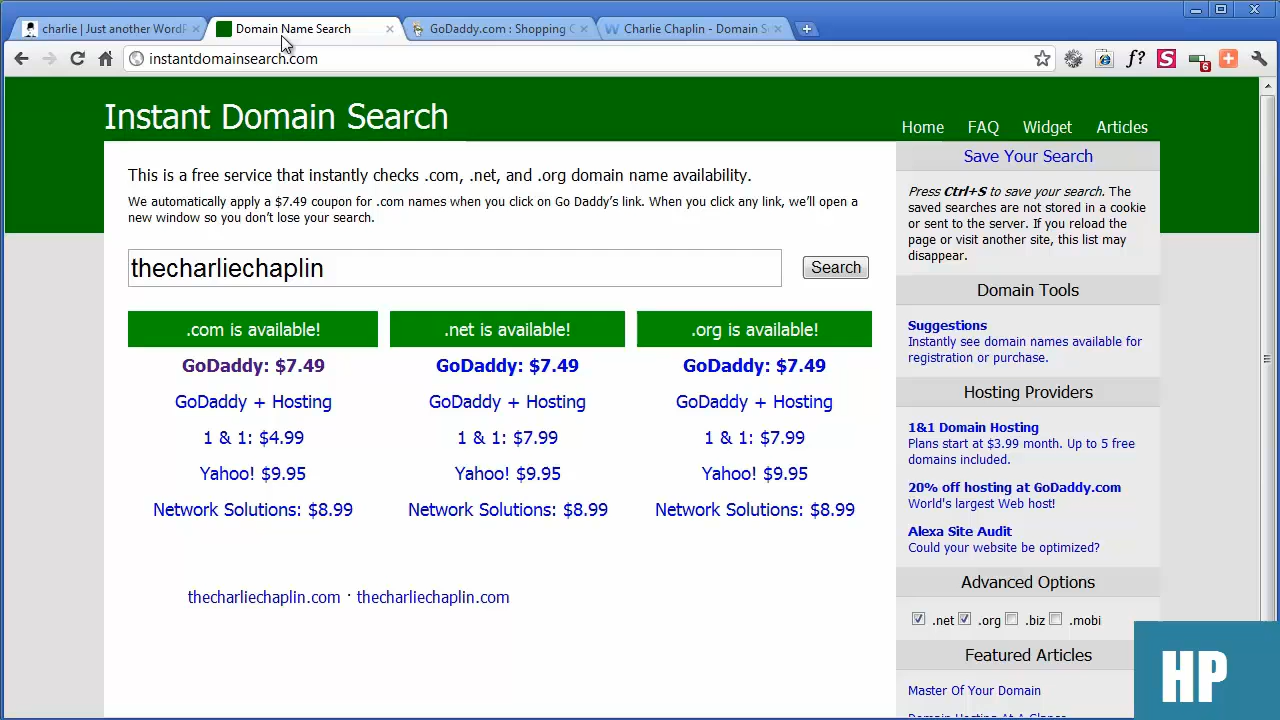 charlie | Just another WordP
Domain Name Search
GoDaddy.com : Shopping C
Charlie Chaplin - Domain S
instantdomainsearch.com
f?
S
6
Instant Domain Search
Home FAQ Widget Articles
This is a free service that instantly checks .com, .net, and .org domain name availability.
We automatically apply a $7.49 coupon for .com names when you click on Go Daddy's link. When you click any link, we'll open a
new window so you don't lose your search.
thecharliechaplin
Search
.com is available! .net is available! .org is available!
GoDaddy: $7.49 GoDaddy: $7.49 GoDaddy: $7.49
GoDaddy + Hosting GoDaddy + Hosting GoDaddy + Hosting
1 & 1: $4.99 1 & 1: $7.99 1 & 1: $7.99
Yahoo! $9.95 Yahoo! $9.95 Yahoo! $9.95
Network Solutions: $8.99 Network Solutions: $8.99 Network Solutions: $8.99
thecharliechaplin.com · thecharliechaplin.com
Save Your Search
Press Ctrl+S to save your search. The
saved searches are not stored in a cookie
or sent to the server. If you reload the
page or visit another site, this list may
disappear.
Domain Tools
Suggestions
Instantly see domain names available for
registration or purchase.
Hosting Providers
1&1 Domain Hosting
Plans start at $3.99 month. Up to 5 free
domains included.
20% off hosting at GoDaddy.com
World's largest Web host!
Alexa Site Audit
Could your website be optimized?
Advanced Options
.net .org .biz .mobi
Featured Articles
Master Of Your Domain
Domain Hosting At A Glance
HP